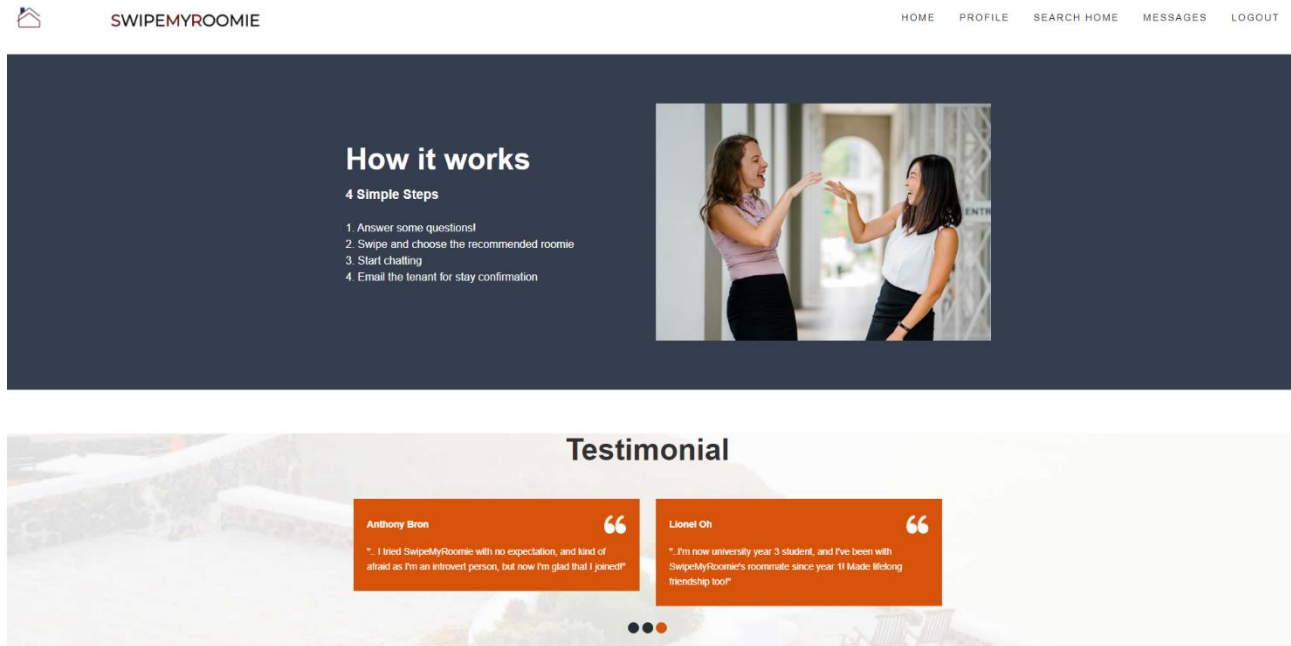 SWIPEMYROOMIE
HOME PROFILE SEARCH HOME MESSAGES LOGOUT
How it works
4 Simple Steps
1. Answer some questions!
2. Swipe and choose the recommended roomie
3. Start chatting
4. Email the tenant for stay confirmation
ENTR
Testimonial
Anthony Bron
".. I tried SwipeMyRoomie with no expectation, and kind of
afraid as I'm an introvert person, but now I'm glad that I joined!"
Lionel Oh
"..I'm now university year 3 student, and I've been with
SwipeMyRoomie's roommate since year 1! Made lifelong
friendship too!"